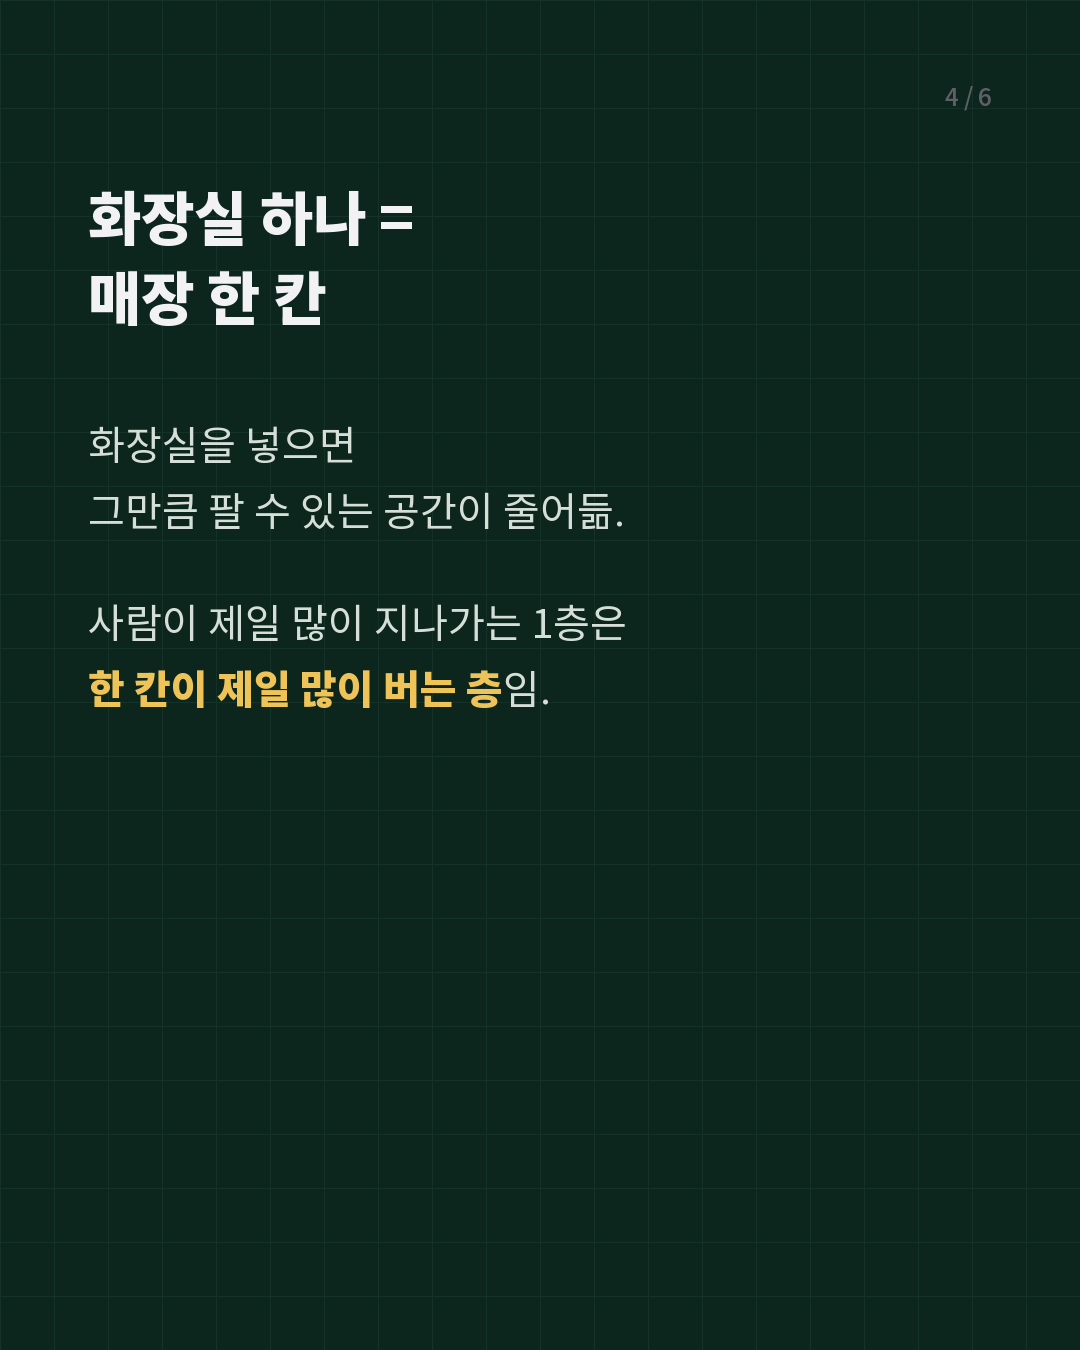 4 / 6
화장실 하나 =
매장 한 칸
화장실을 넣으면
그만큼 팔 수 있는 공간이 줄어듦.
사람이 제일 많이 지나가는 1층은
한 칸이 제일 많이 버는 층임.